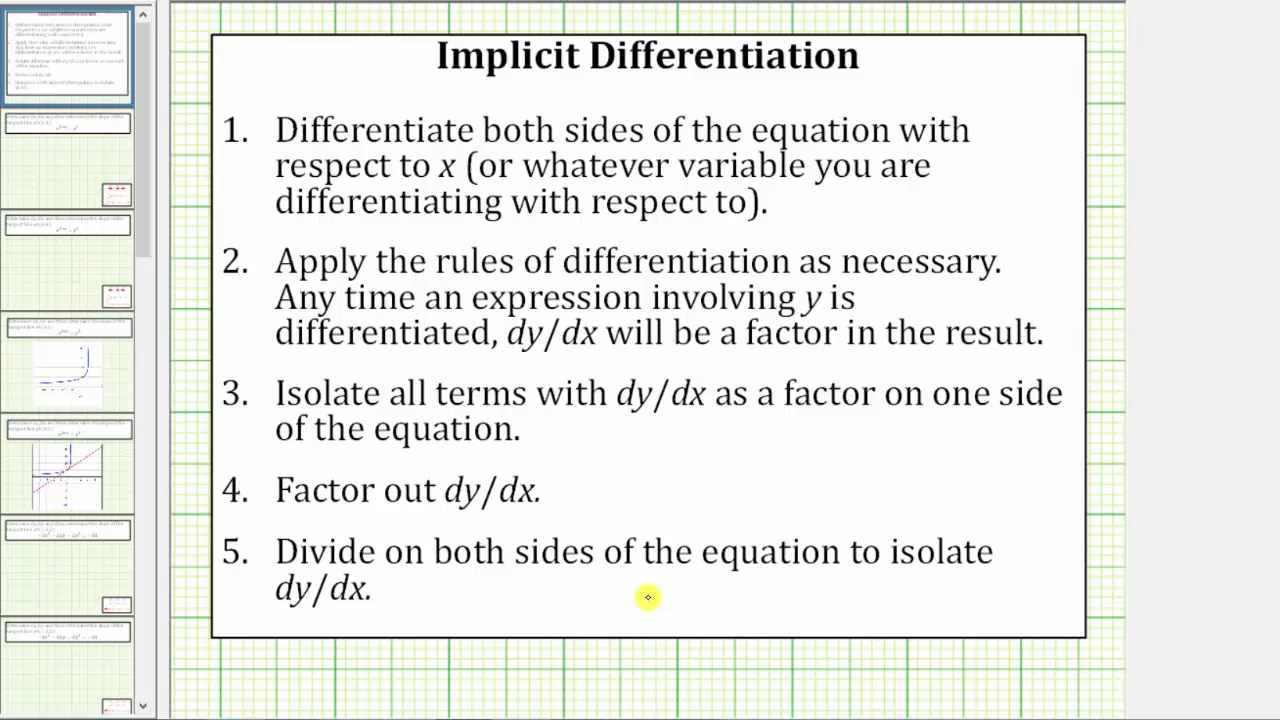 Implicit Differentiation
1. Differentiate both sides of the equation with
respect to x (or whatever variable you are
differentiating with respect to).
2. Apply the rules of differentiation as necessary.
Any time an expression involving y is
differentiated, dy/dx will be a factor in the result.
3. Isolate all terms with dy/dx as a factor on one side
of the equation.
4. Factor out dy/dx.
5. Divide on both sides of the equation to isolate
dy/dx.